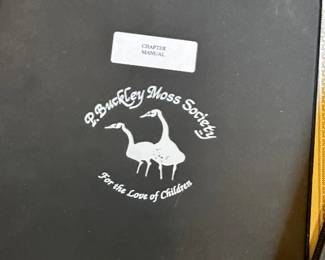 CHAPTER
MANUAL
P. Buckley Moss Society
For the Love of Children